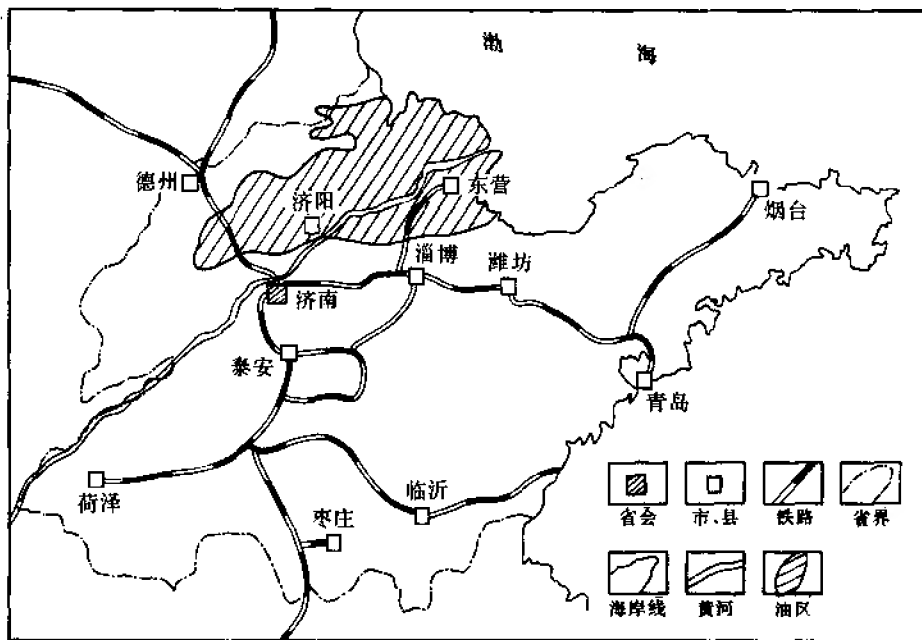 渤海
德州
济阳
东营
烟台
淄博
潍坊
济南
泰安
青岛
菏泽
临沂
枣庄
省会
市、县
铁路
省界
海岸线
黄河
油区